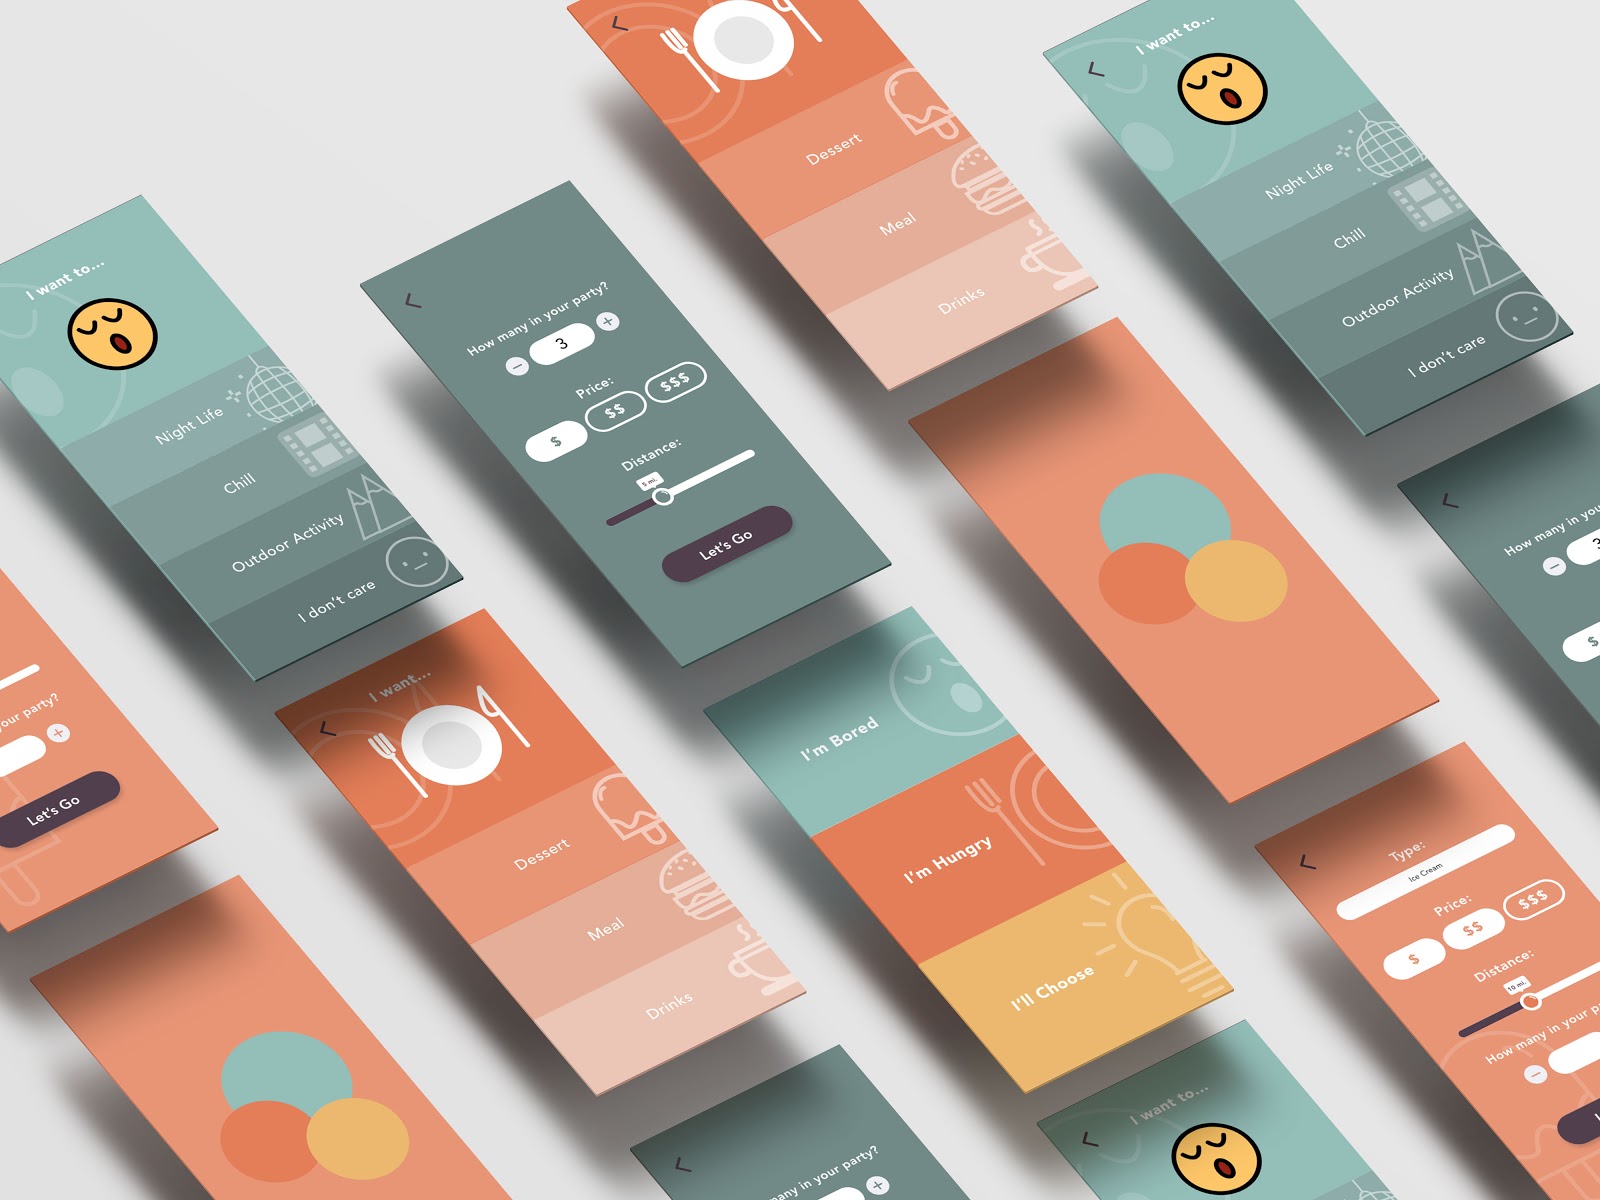 I want to...
Night Life
Chill
Outdoor Activity
I don't care
How many in your party?
3
Price:
$
$$
$$$
Distance:
5 mi.
Let's Go
Dessert
Meal
Drinks
I want to...
Night Life
Chill
Outdoor Activity
I don't care
How many in you
3
$
your party?
Let's Go
I want...
Dessert
Meal
Drinks
I'm Bored
I'm Hungry
I'll Choose
Type:
Ice Cream
Price:
$
$$
$$$
Distance:
10 mi.
How many in your pa
many in your party?
I want to...